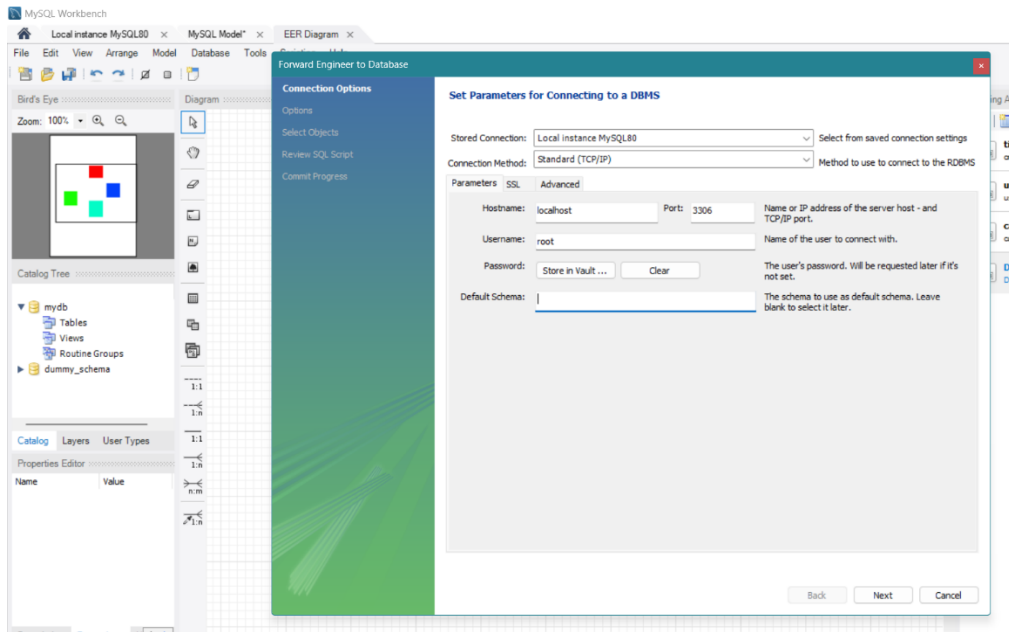 MySQL Workbench
Local instance MySQL80 × MySQL Model* × EER Diagram ×
File Edit View Arrange Model Database Tools
Forward Engineer to Database
Bird's Eye
Zoom: 100%
Diagram
Connection Options
Options
Select Objects
Review SQL Script
Commit Progress
Set Parameters for Connecting to a DBMS
Stored Connection: Local instance MySQL80 Select from saved connection settings
Connection Method: Standard (TCP/IP) Method to use to connect to the RDBMS
Parameters SSL Advanced
Hostname: localhost Port: 3306 Name or IP address of the server host - and
TCP/IP port.
Username: root Name of the user to connect with.
Password: Store in Vault ... Clear The user's password. Will be requested later if it's
not set.
Default Schema: The schema to use as default schema. Leave
blank to select it later.
Catalog Tree
mydb
Tables
Views
Routine Groups
dummy_schema
1:1
1:n
1:1
1:n
n:m
1:n
Catalog Layers User Types
Properties Editor
Name Value
Back Next Cancel